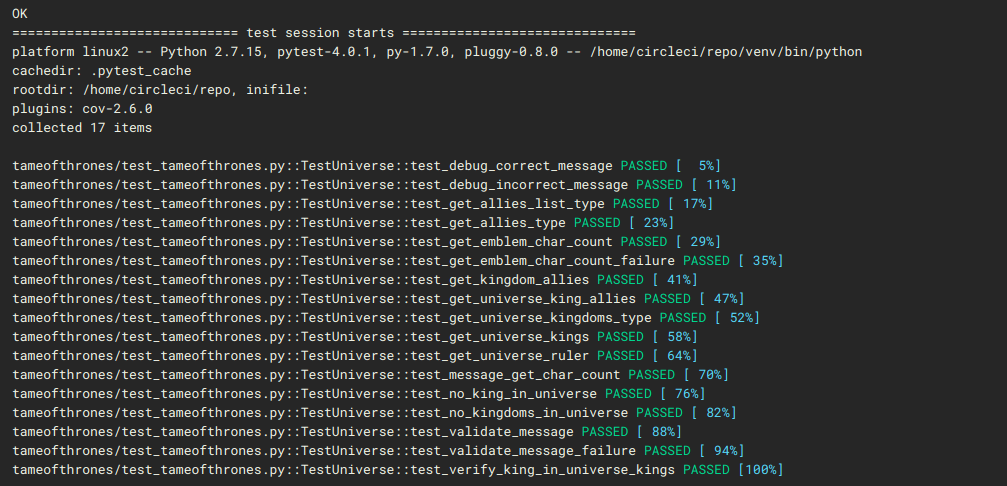 OK
============================= test session starts ==============================
platform linux2 -- Python 2.7.15, pytest-4.0.1, py-1.7.0, pluggy-0.8.0 -- /home/circleci/repo/venv/bin/python
cachedir: .pytest_cache
rootdir: /home/circleci/repo, inifile:
plugins: cov-2.6.0
collected 17 items
tameofthrones/test_tameofthrones.py::TestUniverse::test_debug_correct_message PASSED [  5%]
tameofthrones/test_tameofthrones.py::TestUniverse::test_debug_incorrect_message PASSED [ 11%]
tameofthrones/test_tameofthrones.py::TestUniverse::test_get_allies_list_type PASSED [ 17%]
tameofthrones/test_tameofthrones.py::TestUniverse::test_get_allies_type PASSED [ 23%]
tameofthrones/test_tameofthrones.py::TestUniverse::test_get_emblem_char_count PASSED [ 29%]
tameofthrones/test_tameofthrones.py::TestUniverse::test_get_emblem_char_count_failure PASSED [ 35%]
tameofthrones/test_tameofthrones.py::TestUniverse::test_get_kingdom_allies PASSED [ 41%]
tameofthrones/test_tameofthrones.py::TestUniverse::test_get_universe_king_allies PASSED [ 47%]
tameofthrones/test_tameofthrones.py::TestUniverse::test_get_universe_kingdoms_type PASSED [ 52%]
tameofthrones/test_tameofthrones.py::TestUniverse::test_get_universe_kings PASSED [ 58%]
tameofthrones/test_tameofthrones.py::TestUniverse::test_get_universe_ruler PASSED [ 64%]
tameofthrones/test_tameofthrones.py::TestUniverse::test_message_get_char_count PASSED [ 70%]
tameofthrones/test_tameofthrones.py::TestUniverse::test_no_king_in_universe PASSED [ 76%]
tameofthrones/test_tameofthrones.py::TestUniverse::test_no_kingdoms_in_universe PASSED [ 82%]
tameofthrones/test_tameofthrones.py::TestUniverse::test_validate_message PASSED [ 88%]
tameofthrones/test_tameofthrones.py::TestUniverse::test_validate_message_failure PASSED [ 94%]
tameofthrones/test_tameofthrones.py::TestUniverse::test_verify_king_in_universe_kings PASSED [100%]